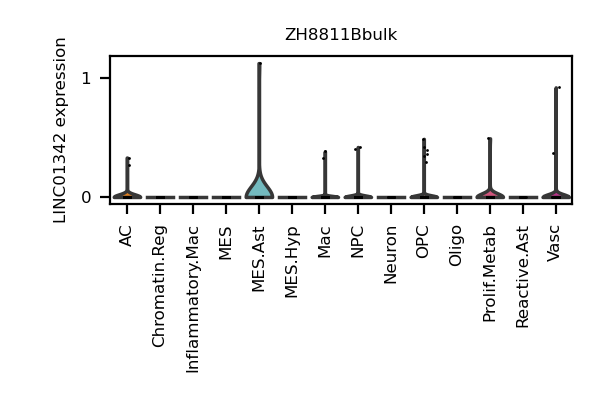 ZH8811Bbulk
LINC01342 expression
1
0
AC
Chromatin.Reg
Inflammatory.Mac
MES
MES.Ast
MES.Hyp
Mac
NPC
Neuron
OPC
Oligo
Prolif.Metab
Reactive.Ast
Vasc